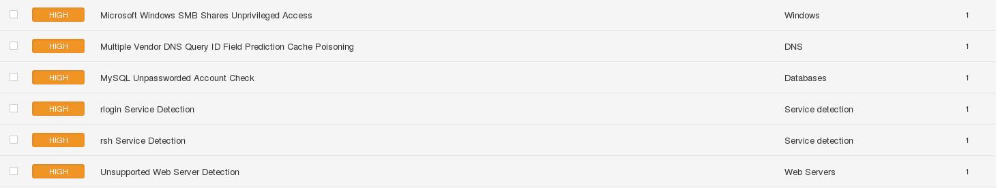 HIGH Microsoft Windows SMB Shares Unprivileged Access Windows 1
HIGH Multiple Vendor DNS Query ID Field Prediction Cache Poisoning DNS 1
HIGH MySQL Unpassworded Account Check Databases 1
HIGH rlogin Service Detection Service detection 1
HIGH rsh Service Detection Service detection 1
HIGH Unsupported Web Server Detection Web Servers 1